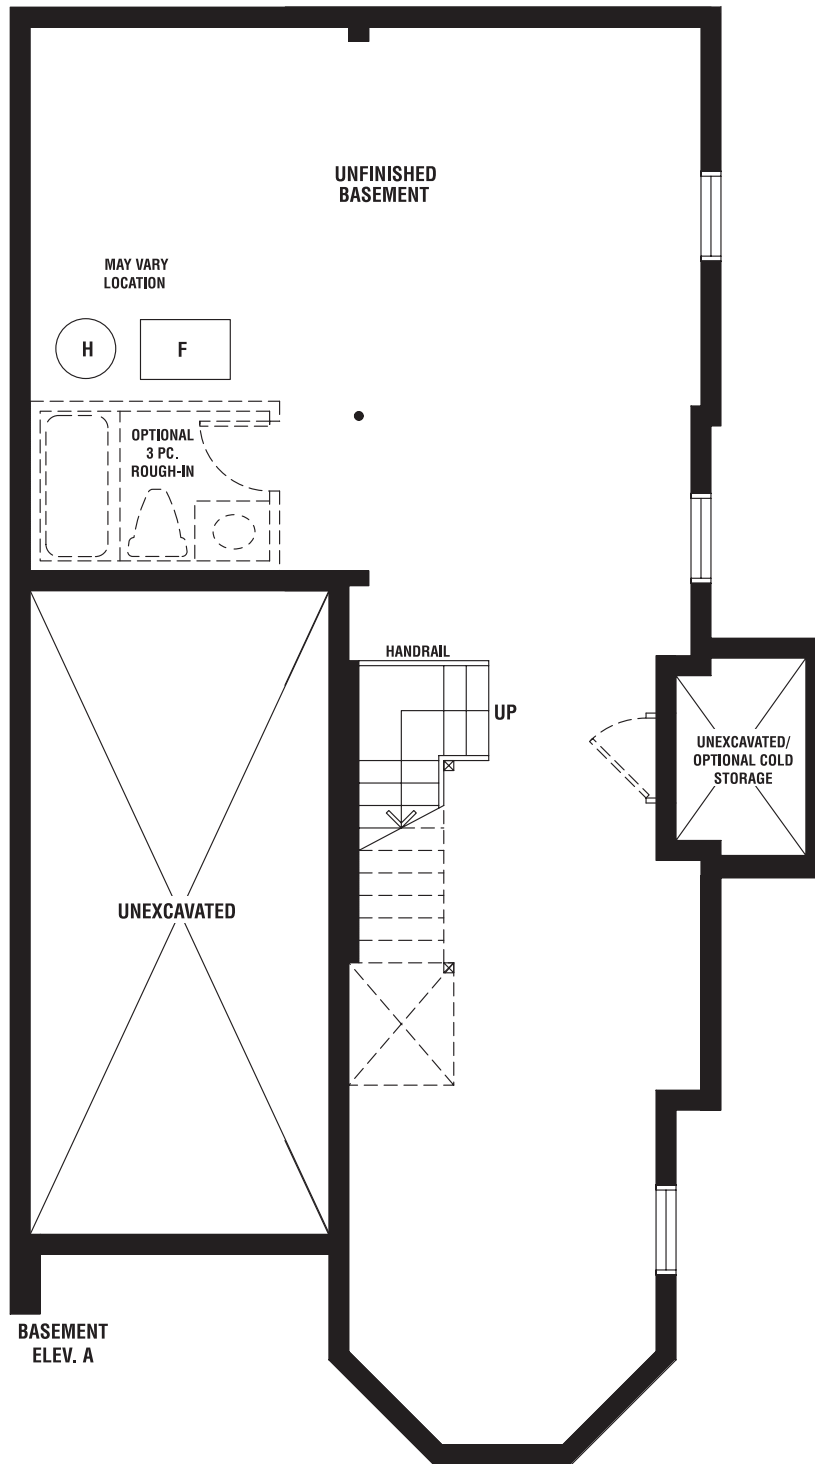 UNFINISHED
BASEMENT
MAY VARY
LOCATION
H
F
OPTIONAL
3 PC.
ROUGH-IN
HANDRAIL
UP
UNEXCAVATED/
OPTIONAL COLD
STORAGE
UNEXCAVATED
BASEMENT
ELEV. A